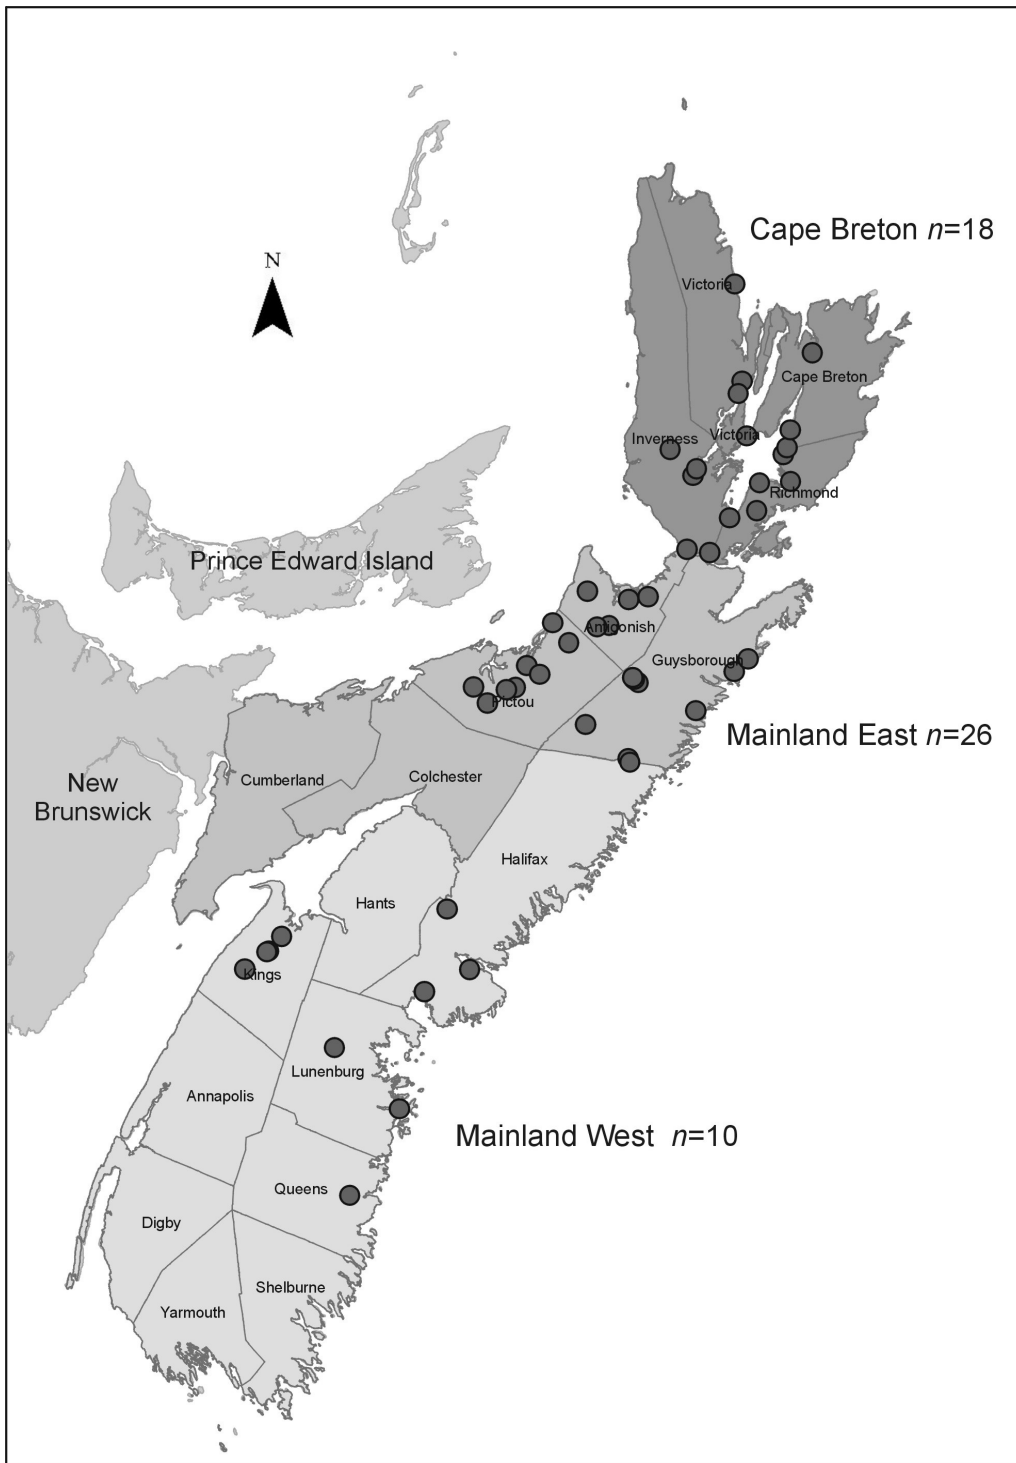 Cape Breton n=18
N
Victoria
Cape Breton
Inverness
Victoria
Richmond
Prince Edward Island
Antigonish
Guysborough
Pictou
Mainland East n=26
New
Brunswick
Cumberland
Colchester
Halifax
Hants
Kings
Lunenburg
Annapolis
Mainland West n=10
Queens
Digby
Shelburne
Yarmouth